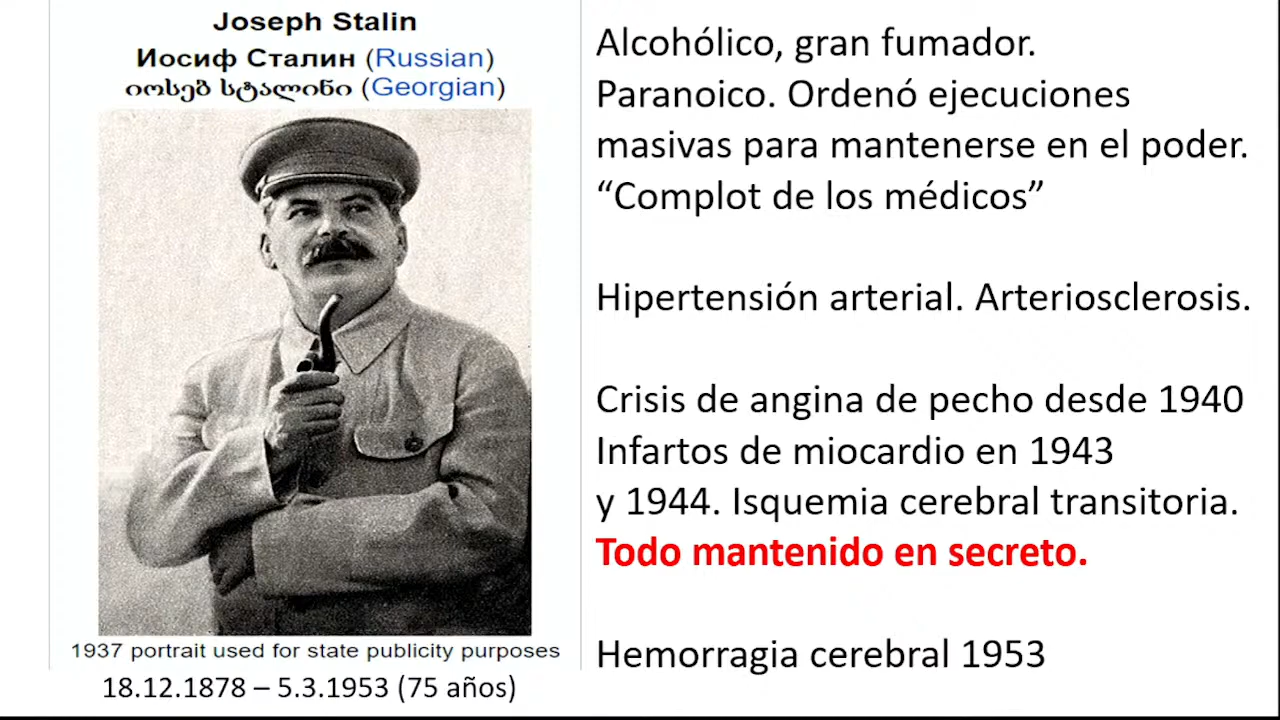 Joseph Stalin
Иосиф Сталин (Russian)
იოსებ სტალინი (Georgian)
1937 portrait used for state publicity purposes
18.12.1878 – 5.3.1953 (75 años)
Alcohólico, gran fumador.
Paranoico. Ordenó ejecuciones
masivas para mantenerse en el poder.
“Complot de los médicos”
Hipertensión arterial. Arteriosclerosis.
Crisis de angina de pecho desde 1940
Infartos de miocardio en 1943
y 1944. Isquemia cerebral transitoria.
Todo mantenido en secreto.
Hemorragia cerebral 1953